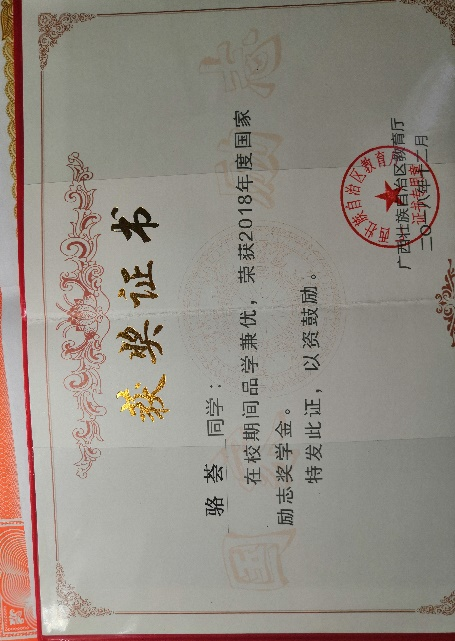 获奖证书
骆荟 同学:
在校期间品学兼优，荣获2018年度国家
励志奖学金。
特发此证，以资鼓励。
广西壮族自治区教育厅
二〇一八年十二月